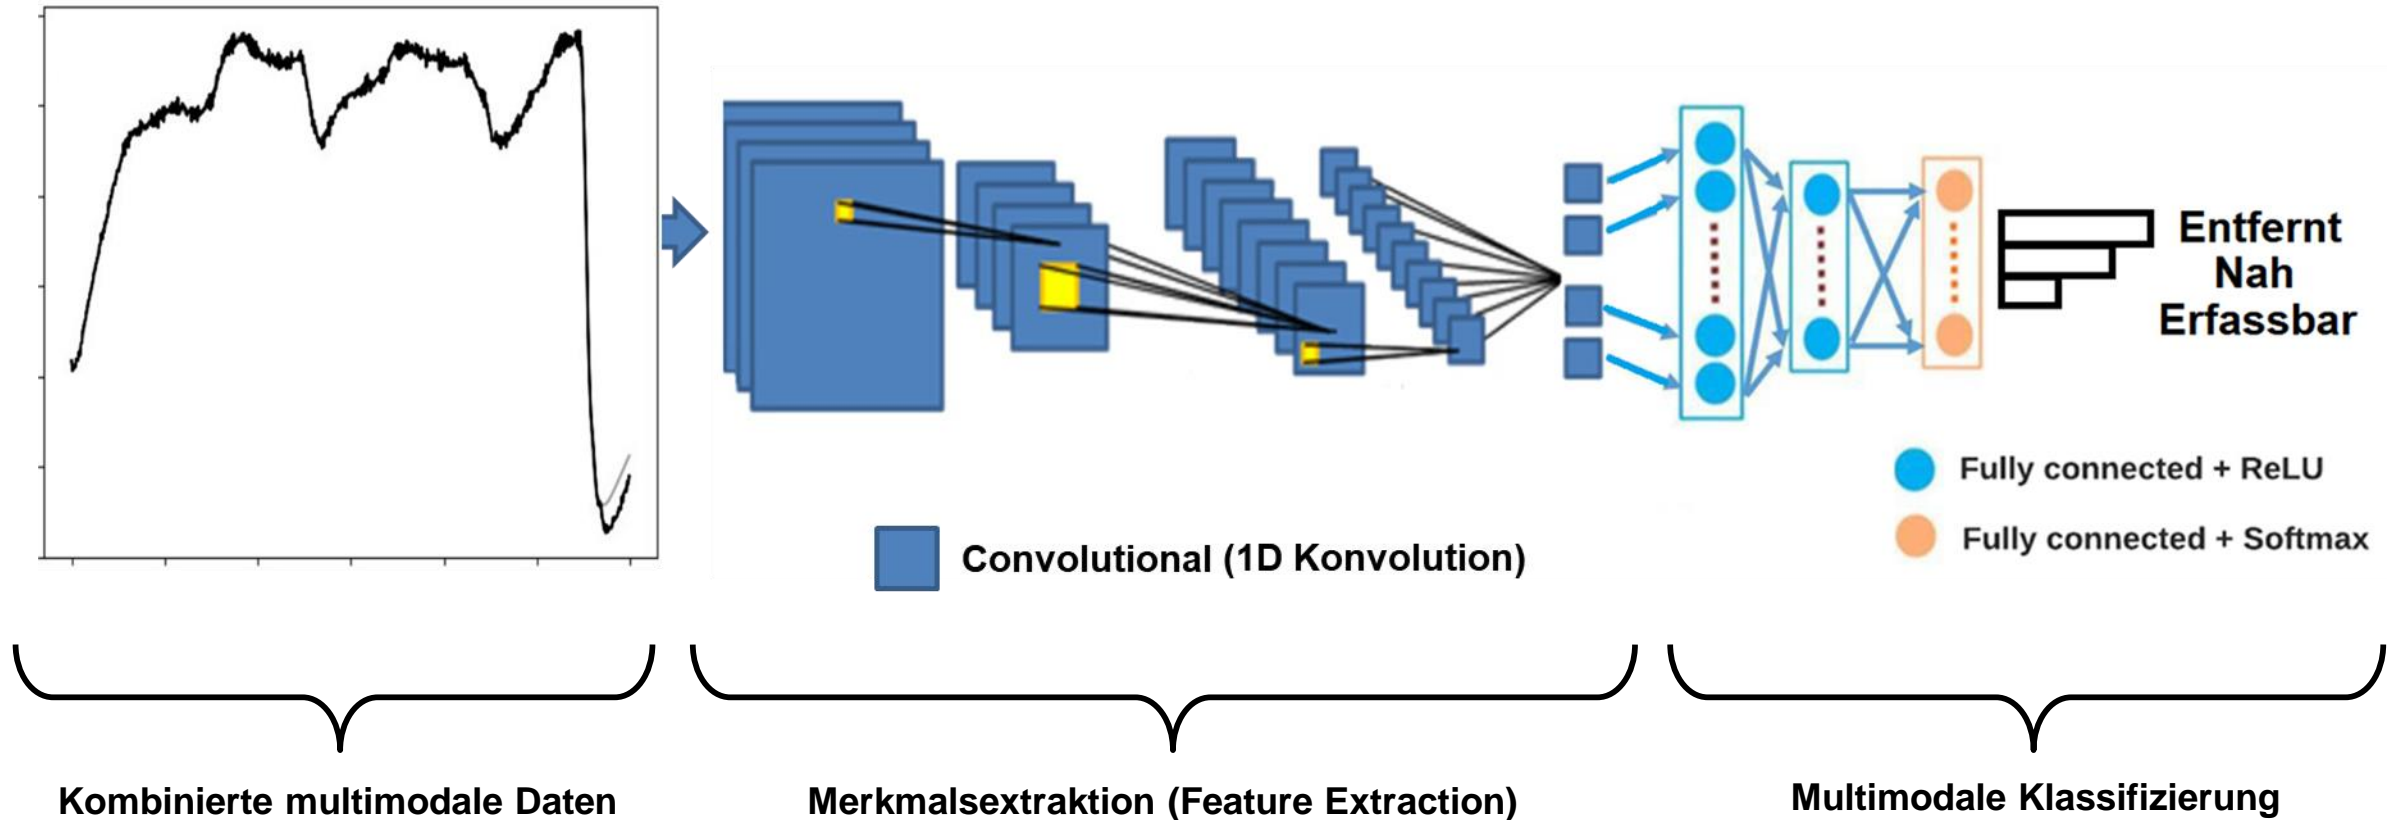 Entfernt
Nah
Erfassbar
Fully connected + ReLU
Fully connected + Softmax
Convolutional (1D Konvolution)
Kombinierte multimodale Daten
Merkmalsextraktion (Feature Extraction)
Multimodale Klassifizierung